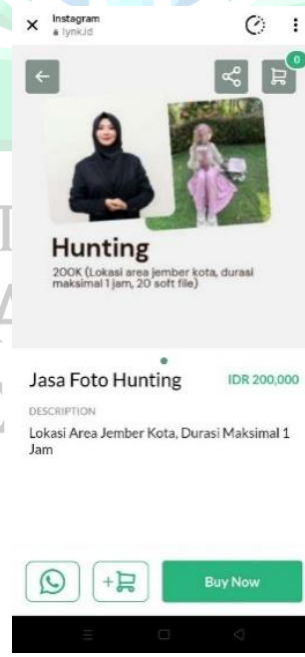 Instagram
lynk.id
0
Hunting
200K (Lokasi area jember kota, durasi
maksimal 1 jam, 20 soft file)
Jasa Foto Hunting
IDR 200,000
DESCRIPTION
Lokasi Area Jember Kota, Durasi Maksimal 1
Jam
Buy Now